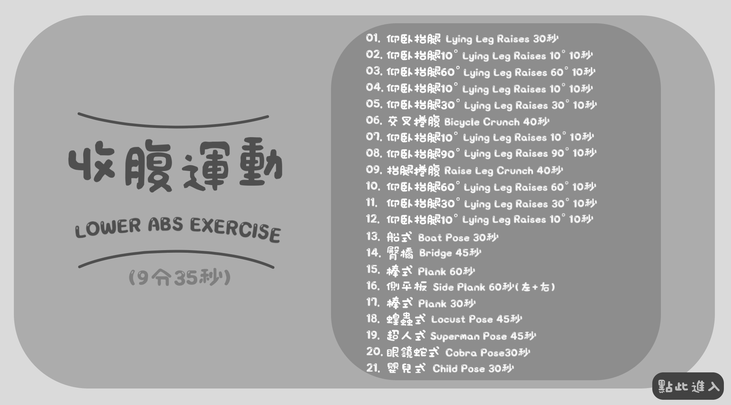 收腹運動
LOWER ABS EXERCISE
(9分35秒)
01. 仰臥抬腿 Lying Leg Raises 30秒
02. 仰臥抬腿10° Lying Leg Raises 10° 10秒
03. 仰臥抬腿60° Lying Leg Raises 60° 10秒
04. 仰臥抬腿10° Lying Leg Raises 10° 10秒
05. 仰臥抬腿30° Lying Leg Raises 30° 10秒
06. 交叉捲腹 Bicycle Crunch 40秒
07. 仰臥抬腿10° Lying Leg Raises 10° 10秒
08. 仰臥抬腿90° Lying Leg Raises 90° 10秒
09. 抬腿捲腹 Raise Leg Crunch 40秒
10. 仰臥抬腿60° Lying Leg Raises 60° 10秒
11. 仰臥抬腿30° Lying Leg Raises 30° 10秒
12. 仰臥抬腿10° Lying Leg Raises 10° 10秒
13. 船式 Boat Pose 30秒
14. 臀橋 Bridge 45秒
15. 棒式 Plank 60秒
16. 側平板 Side Plank 60秒(左+右)
17. 棒式 Plank 30秒
18. 蝗蟲式 Locust Pose 45秒
19. 超人式 Superman Pose 45秒
20. 眼鏡蛇式 Cobra Pose30秒
21. 嬰兒式 Child Pose 30秒
點此進入